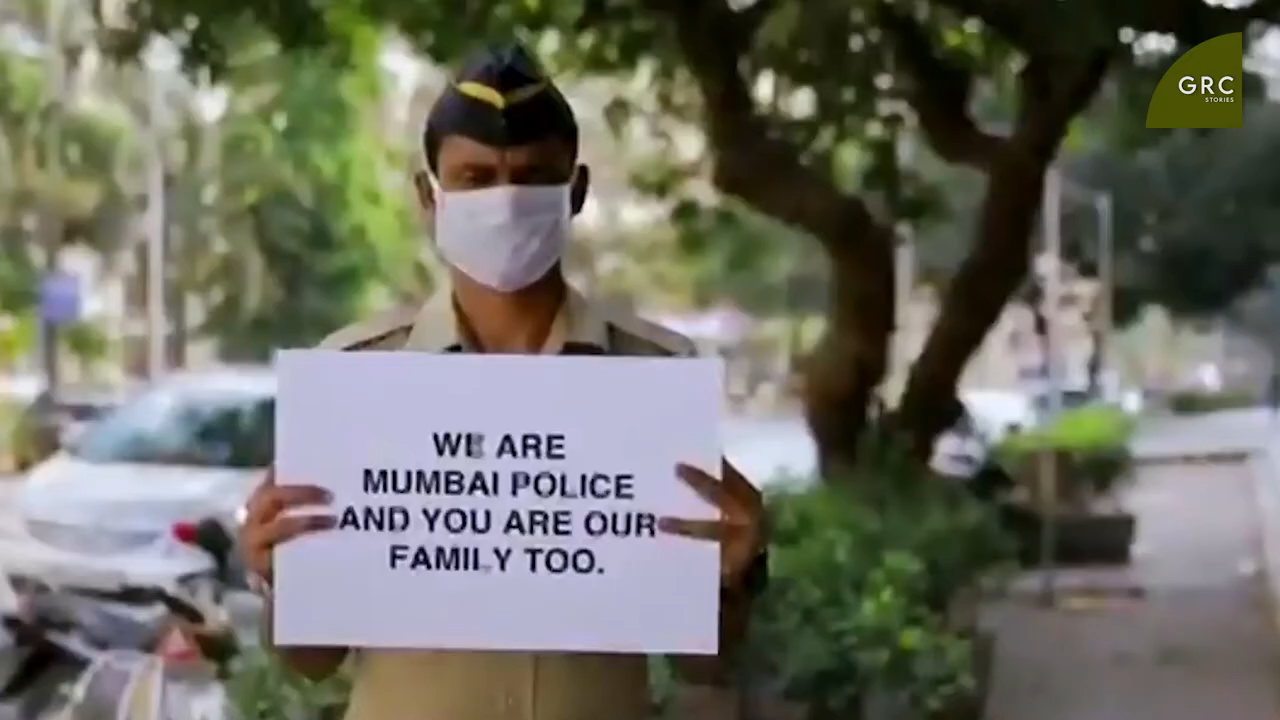 GRC
STORIES
WE ARE
MUMBAI POLICE
AND YOU ARE OUR
FAMILY TOO.